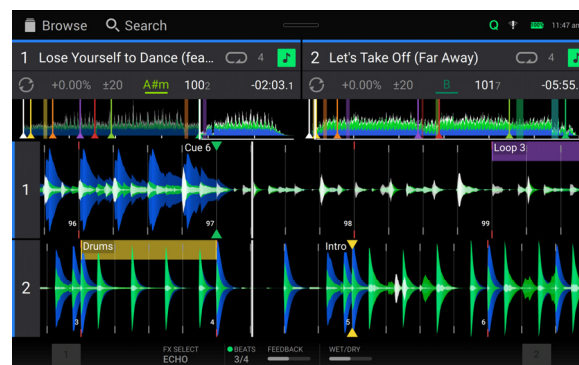 Browse Search Q 100% 11:47 am
1 Lose Yourself to Dance (fea... 4
2 Let's Take Off (Far Away) 4
+0.00% ±20 A#m 1002 -02:03.1
+0.00% ±20 B 1017 -05:55.
Cue 6 Loop 3
1
96 97 98 99
Drums Intro
2
3 4 5 6
1 FX SELECT BEATS FEEDBACK WET/DRY 2
ECHO 3/4